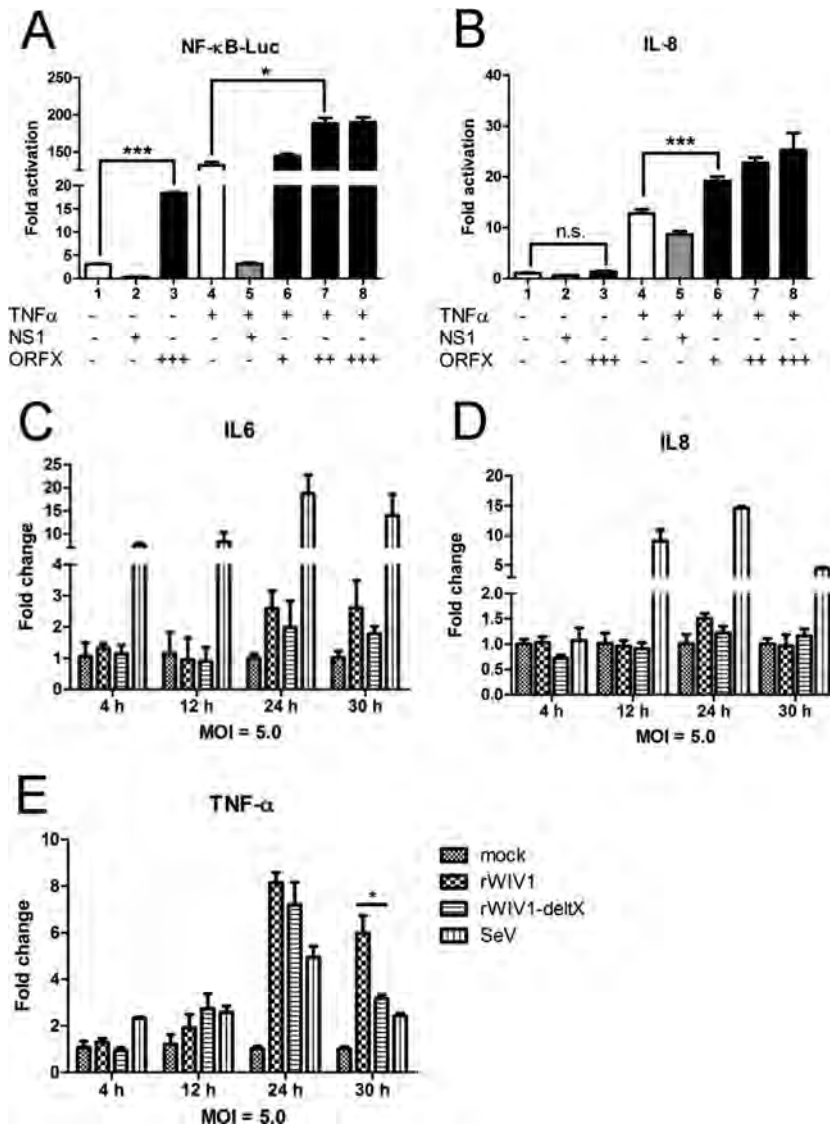 A
NF-κB-Luc
Fold activation
250
200
150
20
15
10
5
0
***
*
1 2 3 4 5 6 7 8
TNFα - - - + + + + +
NS1 - + - - + - - -
ORFX - - +++ - - + ++ +++
B
IL-8
Fold activation
40
30
20
10
0
n.s.
***
1 2 3 4 5 6 7 8
TNFα - - - + + + + +
NS1 - + - - + - - -
ORFX - - +++ - - + ++ +++
C
IL6
Fold change
25
20
15
10
4
3
2
1
0
4 h 12 h 24 h 30 h
MOI = 5.0
D
IL8
Fold change
20
15
10
5
2.0
1.5
1.0
0.5
0.0
4 h 12 h 24 h 30 h
MOI = 5.0
E
TNF-α
Fold change
10
8
6
4
2
0
*
4 h 12 h 24 h 30 h
MOI = 5.0
mock
rWIV1
rWIV1-deltX
SeV